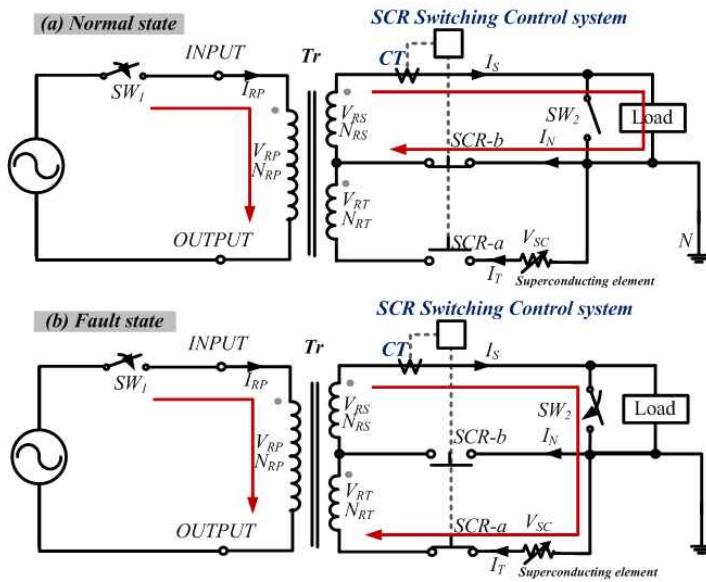 SCR Switching Control system
(a) Normal state
INPUT
Tr
CT
I_S
SW_1
I_RP
V_RS
N_RS
SW_2
Load
SCR-b
I_N
V_RP
N_RP
V_RT
N_RT
OUTPUT
SCR-a
V_SC
N
I_T
Superconducting element
SCR Switching Control system
(b) Fault state
INPUT
Tr
CT
I_S
SW_1
I_RP
V_RS
N_RS
SW_2
Load
SCR-b
I_N
V_RP
N_RP
V_RT
N_RT
OUTPUT
SCR-a
V_SC
I_T
Superconducting element